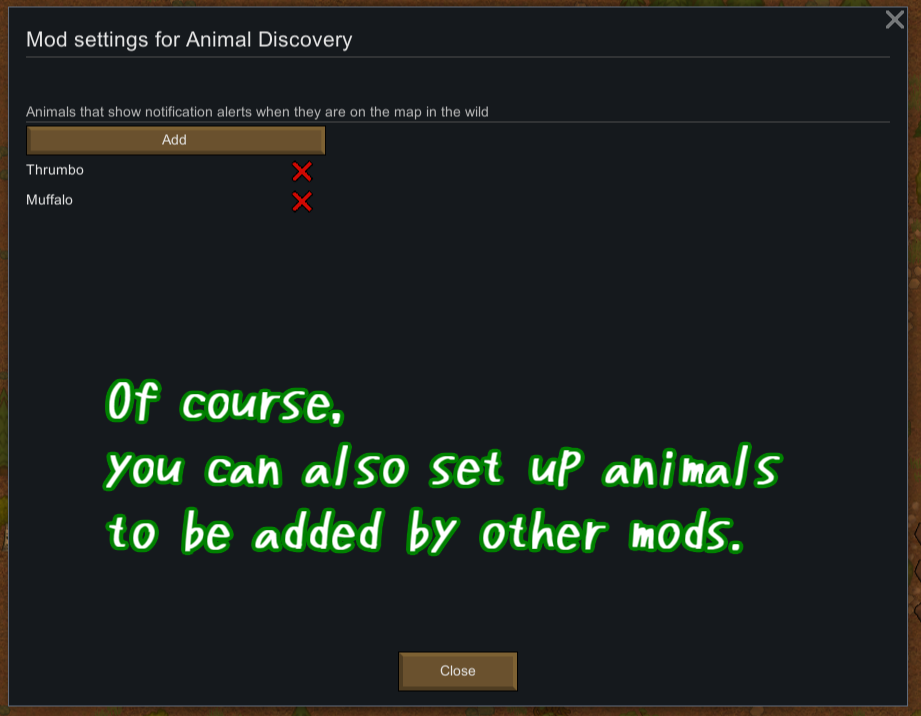 Mod settings for Animal Discovery
Animals that show notification alerts when they are on the map in the wild
Add
Thrumbo
Muffalo
Of course,
you can also set up animals
to be added by other mods.
Close